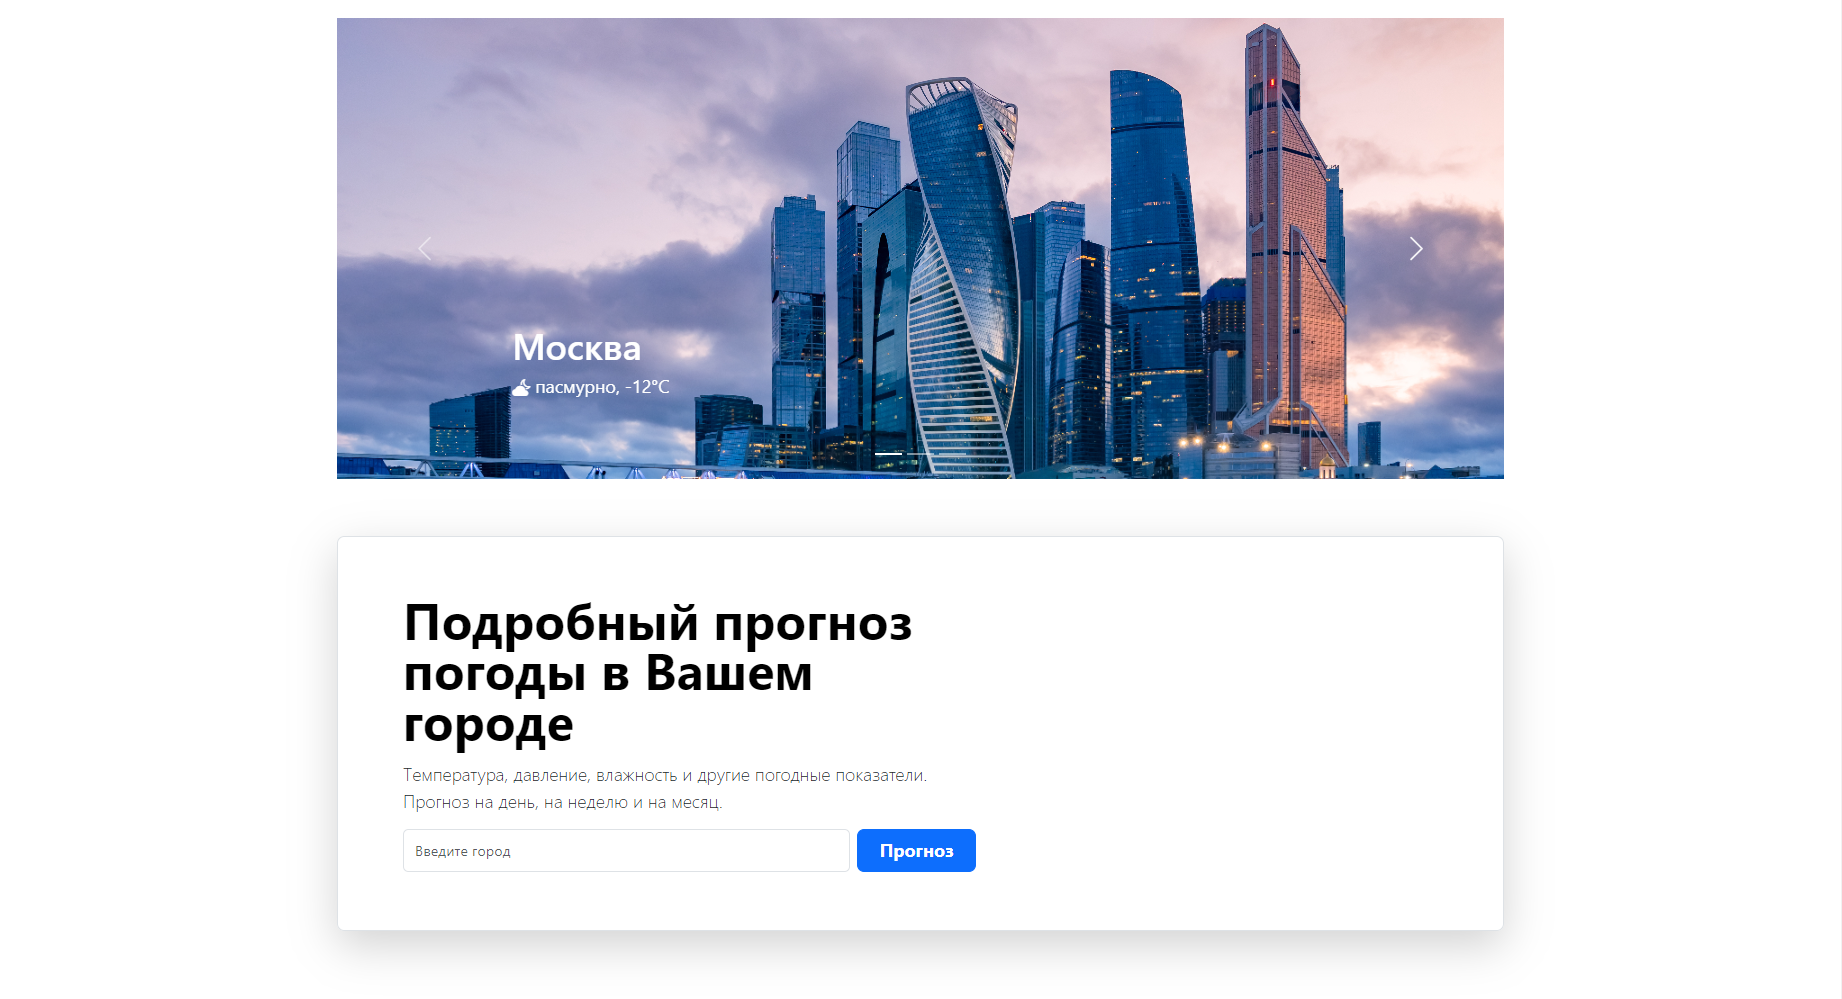 Москва
пасмурно, -12°C
Подробный прогноз
погоды в Вашем
городе
Температура, давление, влажность и другие погодные показатели.
Прогноз на день, на неделю и на месяц.
Введите город
Прогноз